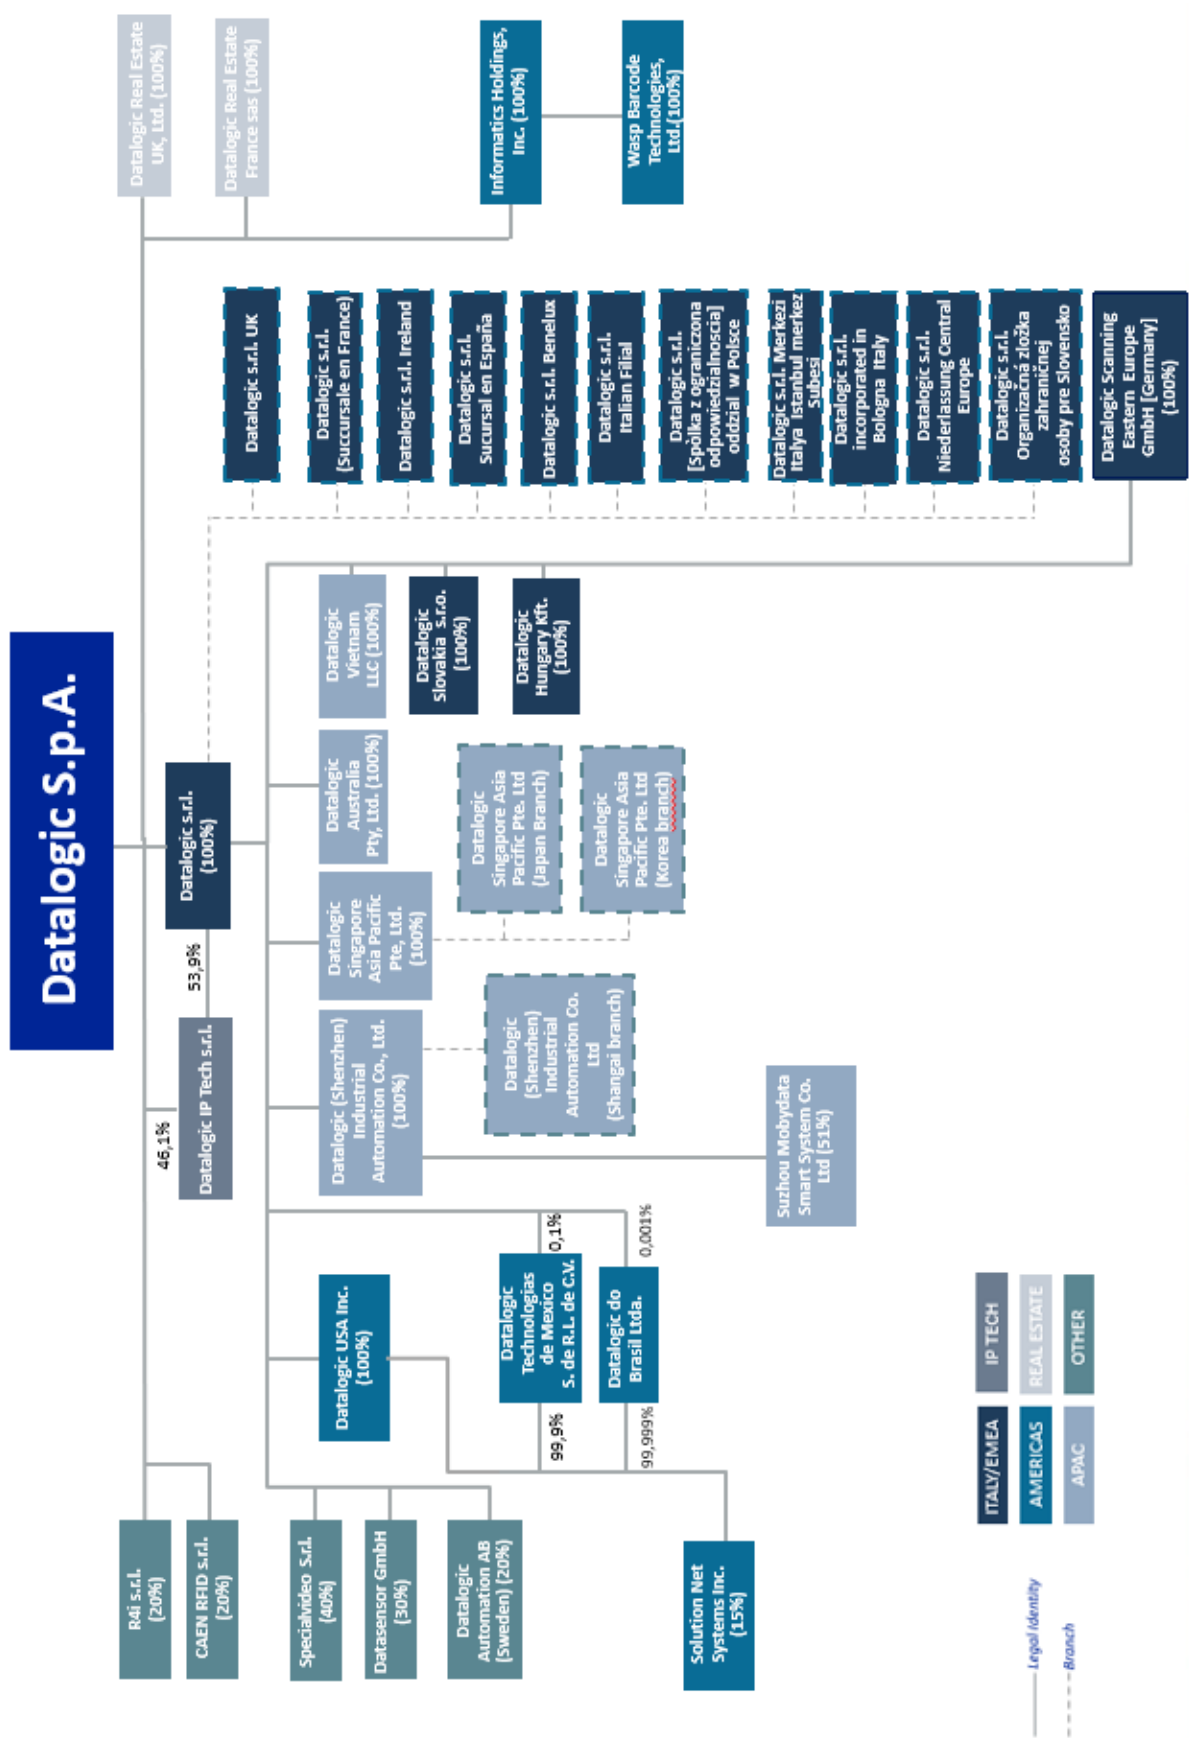 Datalogic S.p.A.
R4i s.r.l.
(20%)
CAEN RFID s.r.l.
(20%)
46,1%
Datalogic IP Tech s.r.l.
53,9%
Datalogic s.r.l.
(100%)
Datalogic Real Estate
UK, Ltd. (100%)
Datalogic Real Estate
France sas (100%)
Informatics Holdings,
Inc. (100%)
Wasp Barcode
Technologies,
Ltd.(100%)
Specialvideo S.r.l.
(40%)
Datasensor GmbH
(30%)
Datalogic
Automation AB
(Sweden) (20%)
Datalogic USA Inc.
(100%)
Datalogic
Technologias
de Mexico
S. de R.L. de C.V.
99,9%
0,1%
Datalogic do
Brasil Ltda.
99,999%
0,001%
Solution Net
Systems Inc.
(15%)
Datalogic (Shenzhen)
Industrial
Automation Co., Ltd.
(100%)
Datalogic
(Shenzhen)
Industrial
Automation Co.
Ltd
(Shangai branch)
Suzhou Mobydata
Smart System Co.
Ltd (51%)
Datalogic
Singapore
Asia Pacific
Pte, Ltd.
(100%)
Datalogic
Singapore Asia
Pacific Pte. Ltd
(Japan Branch)
Datalogic
Singapore Asia
Pacific Pte. Ltd
(Korea branch)
Datalogic
Australia
Pty, Ltd. (100%)
Datalogic
Vietnam
LLC (100%)
Datalogic
Slovakia s.r.o.
(100%)
Datalogic
Hungary Kft.
(100%)
Datalogic s.r.l. UK
Datalogic s.r.l.
(Succursale en France)
Datalogic s.r.l. Ireland
Datalogic s.r.l.
Sucursal en España
Datalogic s.r.l. Benelux
Datalogic s.r.l.
Italian Filial
Datalogic s.r.l.
[Spólka z ograniczona
odpowiedzialnoscia]
oddzial w Polsce
Datalogic s.r.l. Merkezi
Italya Istanbul merkez
Subesi
Datalogic s.r.l.
incorporated in
Bologna Italy
Datalogic s.r.l.
Niederlassung Central
Europe
Datalogic s.r.l.
Organizačná zložka
zahranicnej
osoby pre Slovensko
Datalogic Scanning
Eastern Europe
GmbH [Germany]
(100%)
Legal Identity
Branch
ITALY/EMEA
IP TECH
AMERICAS
REAL ESTATE
APAC
OTHER